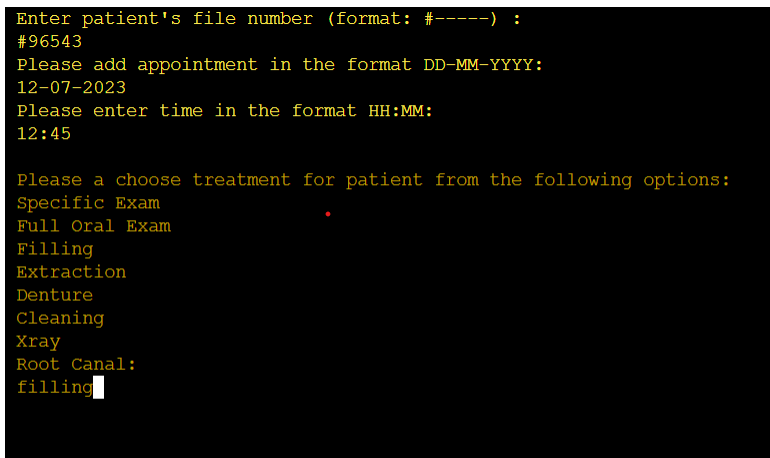 Enter patient's file number (format: #-----) :
#96543
Please add appointment in the format DD-MM-YYYY:
12-07-2023
Please enter time in the format HH:MM:
12:45
Please a choose treatment for patient from the following options:
Specific Exam
Full Oral Exam
Filling
Extraction
Denture
Cleaning
Xray
Root Canal:
filling